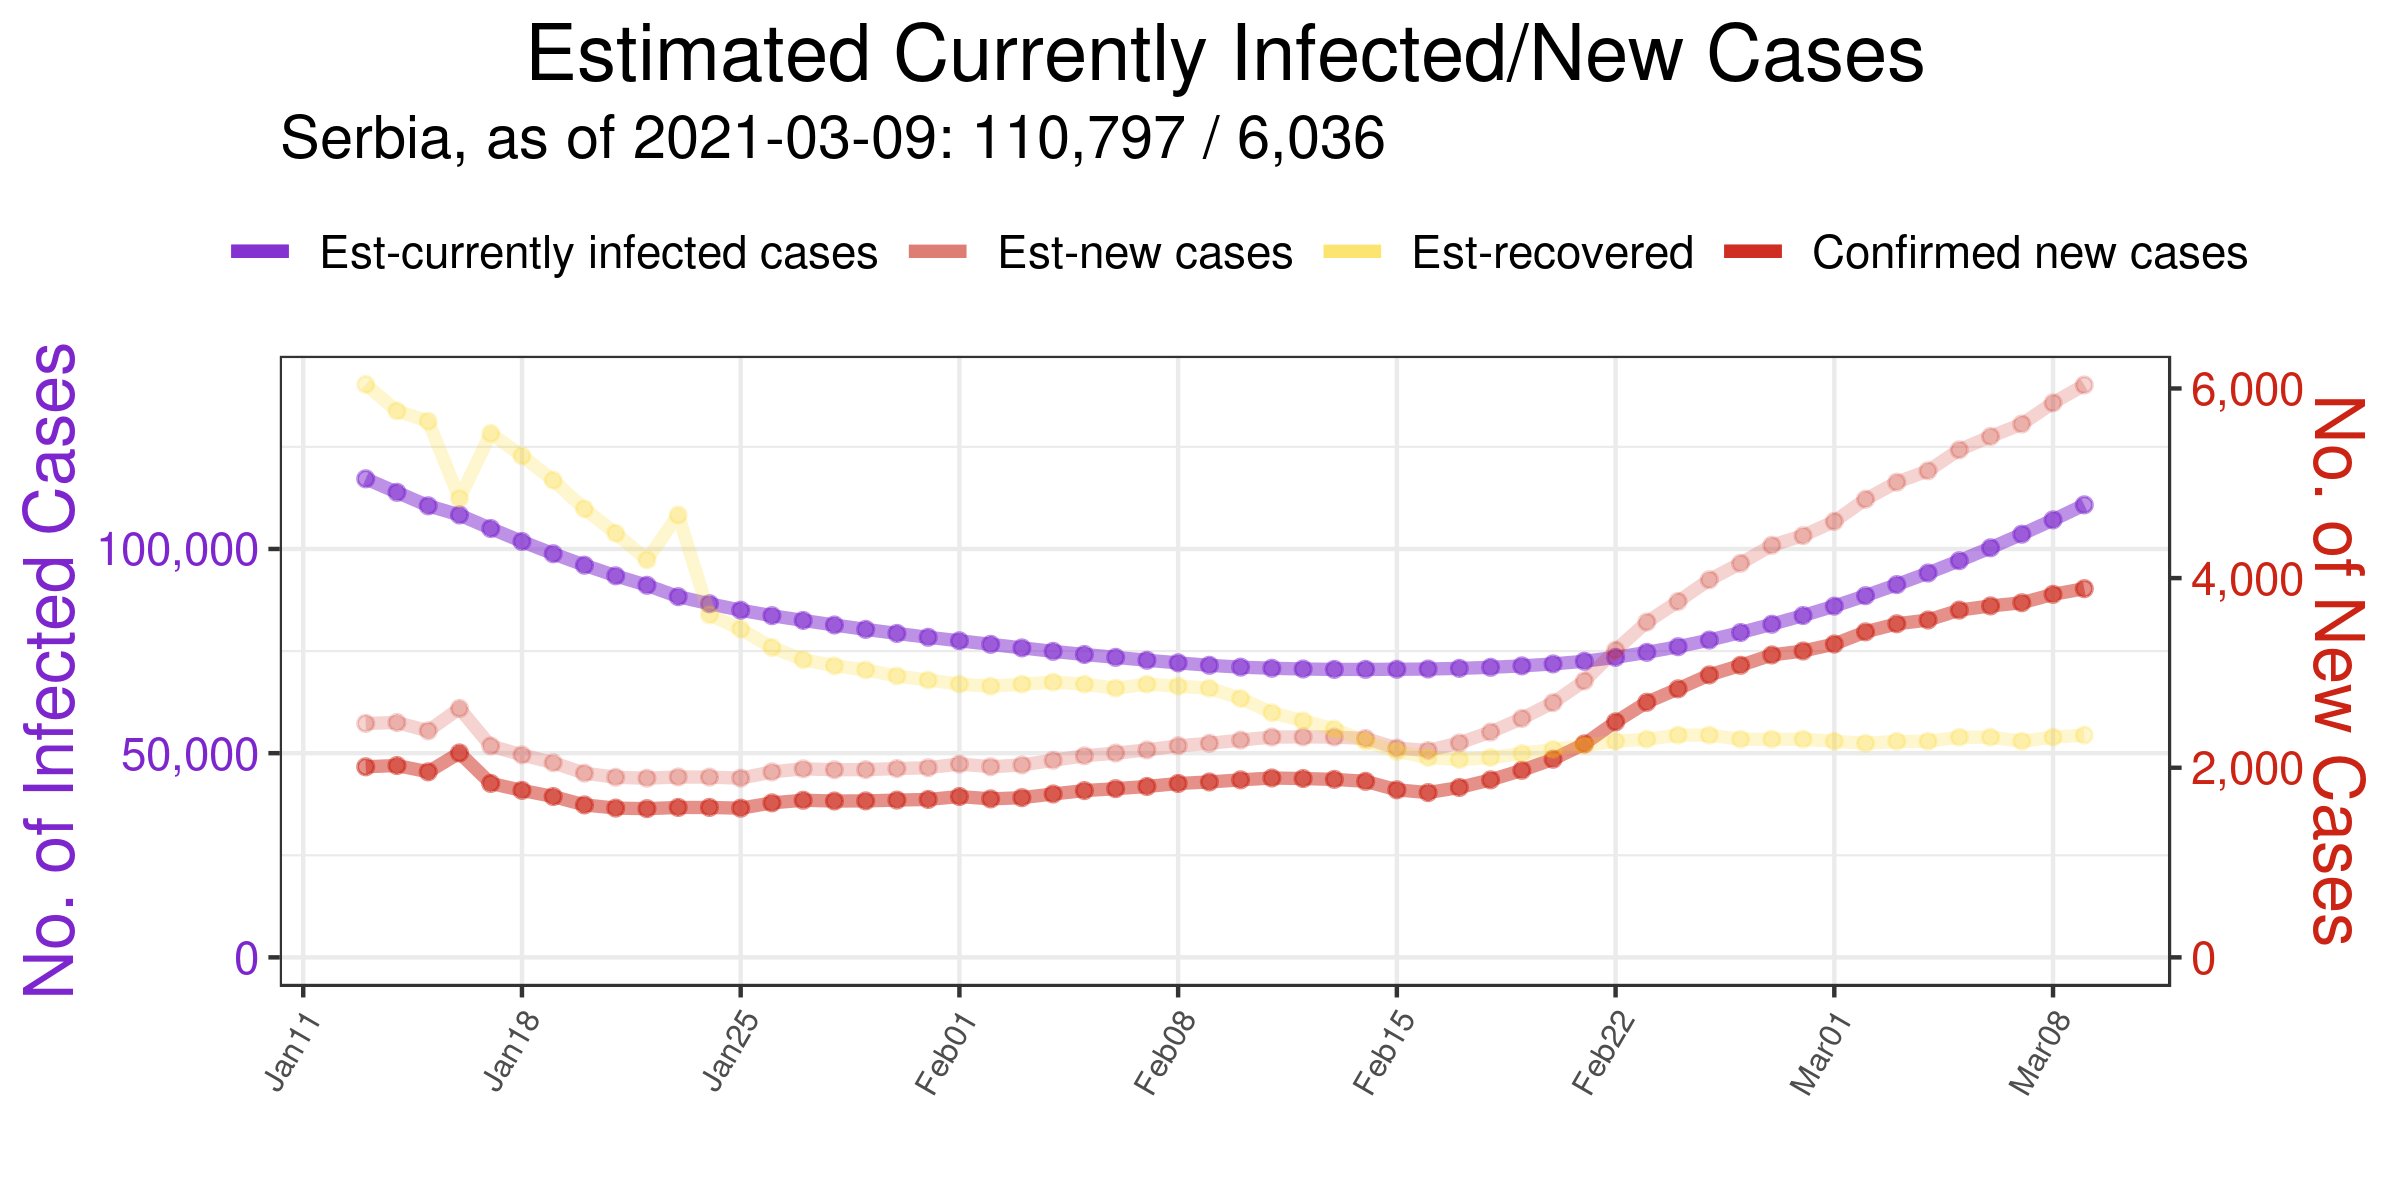 Estimated Currently Infected/New Cases
Serbia, as of 2021-03-09: 110,797 / 6,036
Est-currently infected cases Est-new cases Est-recovered Confirmed new cases
No. of Infected Cases
100,000
50,000
0
6,000
4,000
2,000
0
No. of New Cases
Jan11 Jan18 Jan25 Feb01 Feb08 Feb15 Feb22 Mar01 Mar08